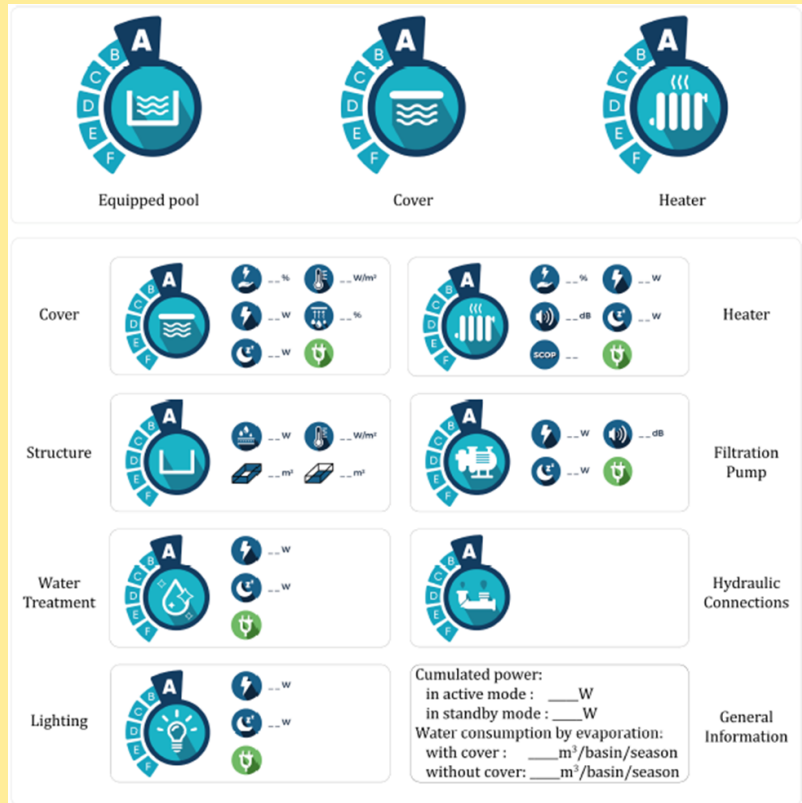 A
B
C
D
E
F
A
B
C
D
E
F
A
B
C
D
E
F
Equipped pool
Cover
Heater
Cover
A
B
C
D
E
F
__%
__W/m²
__W
__%
__W
A
B
C
D
E
F
__%
__W
__dB
__W
SCOP __
Heater
Structure
A
B
C
D
E
F
__W
__W/m²
__m²
__m³
A
B
C
D
E
F
__W
__dB
__W
Filtration
Pump
Water
Treatment
A
B
C
D
E
F
__W
__W
A
B
C
D
E
F
Hydraulic
Connections
Lighting
A
B
C
D
E
F
__W
__W
Cumulated power:
in active mode : ____W
in standby mode : ____W
Water consumption by evaporation:
with cover : ____m³/basin/season
without cover: ____m³/basin/season
General
Information